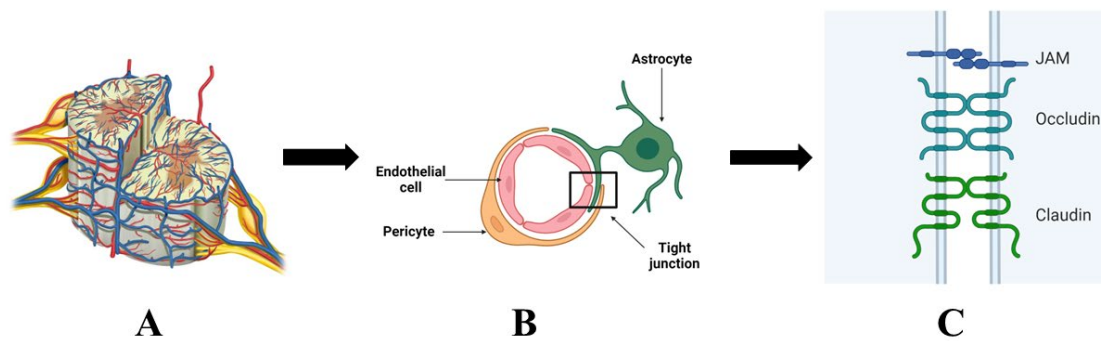 Astrocyte
Endothelial
cell
Pericyte
Tight
junction
JAM
Occludin
Claudin
A
B
C